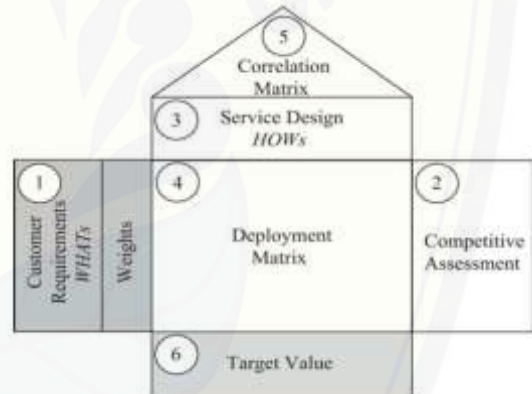 5
Correlation
Matrix
3
Service Design
HOWs
1
Customer
Requirements
WHATs
Weights
4
Deployment
Matrix
2
Competitive
Assessment
6
Target Value